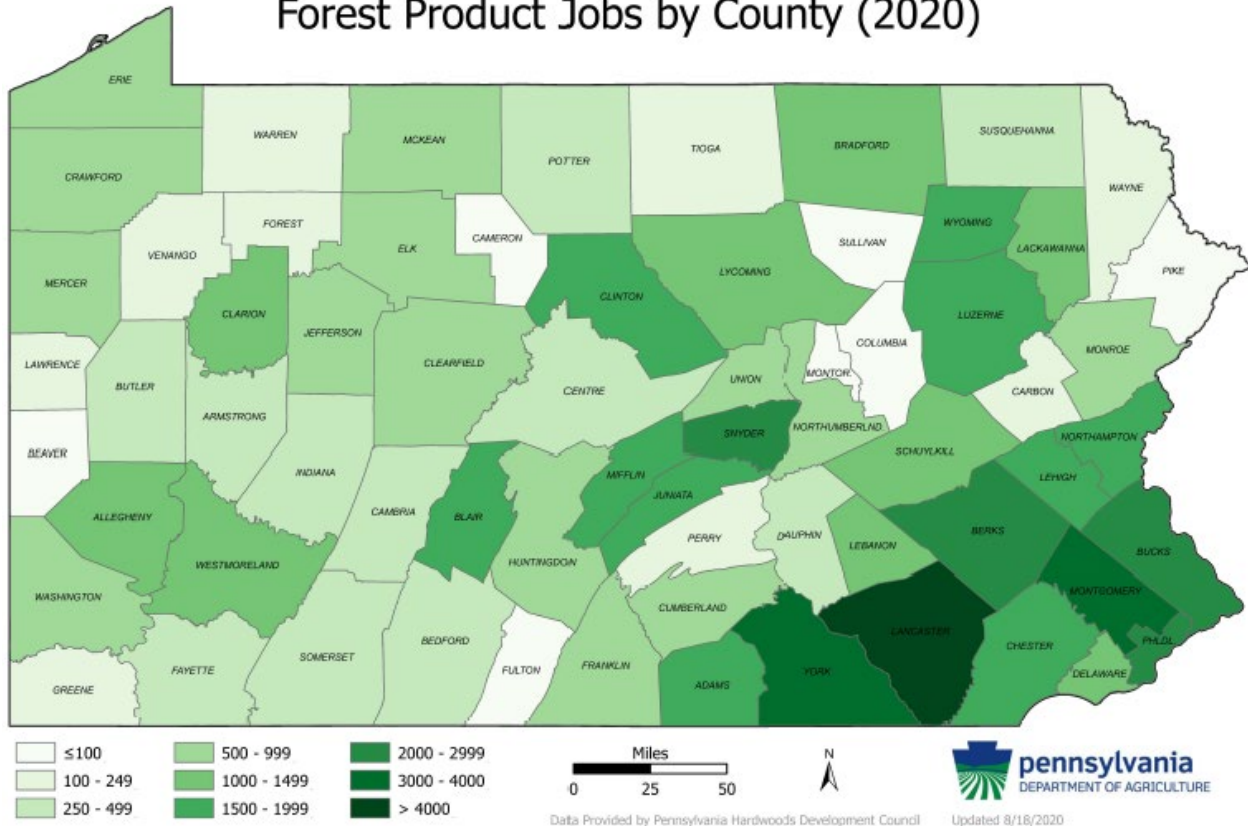 Forest Product Jobs by County (2020)
ERIE
WARREN
MCKEAN
POTTER
TIOGA
BRADFORD
SUSQUEHANNA
CRAWFORD
WAYNE
FOREST
WYOMING
VENANGO
ELK
CAMERON
SULLIVAN
LACKAWANNA
MERCER
LYCOMING
PIKE
CLINTON
CLARION
LUZERNE
JEFFERSON
COLUMBIA
MONROE
LAWRENCE
CLEARFIELD
MONTOR
BUTLER
UNION
CENTRE
CARBON
ARMSTRONG
NORTHUMBERLND
SNYDER
NORTHAMPTON
BEAVER
SCHUYLKILL
INDIANA
MIFFLIN
LEHIGH
JUNIATA
CAMBRIA
ALLEGHENY
BLAIR
BERKS
PERRY
DAUPHIN
LEBANON
BUCKS
WESTMORELAND
HUNTINGDON
MONTGOMERY
WASHINGTON
CUMBERLAND
LANCASTER
BEDFORD
PHLDL
CHESTER
SOMERSET
FRANKLIN
FAYETTE
FULTON
YORK
DELAWARE
ADAMS
GREENE
≤100
100 - 249
250 - 499
500 - 999
1000 - 1499
1500 - 1999
2000 - 2999
3000 - 4000
> 4000
Miles
0 25 50
N
pennsylvania
DEPARTMENT OF AGRICULTURE
Data Provided by Pennsylvania Hardwoods Development Council
Updated 8/18/2020